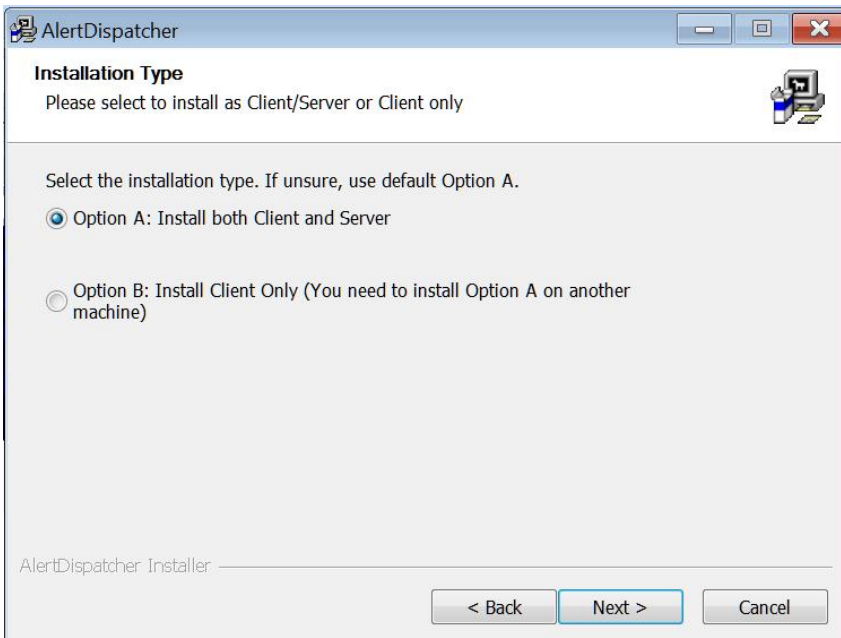 AlertDispatcher
Installation Type
Please select to install as Client/Server or Client only
Select the installation type. If unsure, use default Option A.
Option A: Install both Client and Server
Option B: Install Client Only (You need to install Option A on another
machine)
AlertDispatcher Installer
< Back Next > Cancel